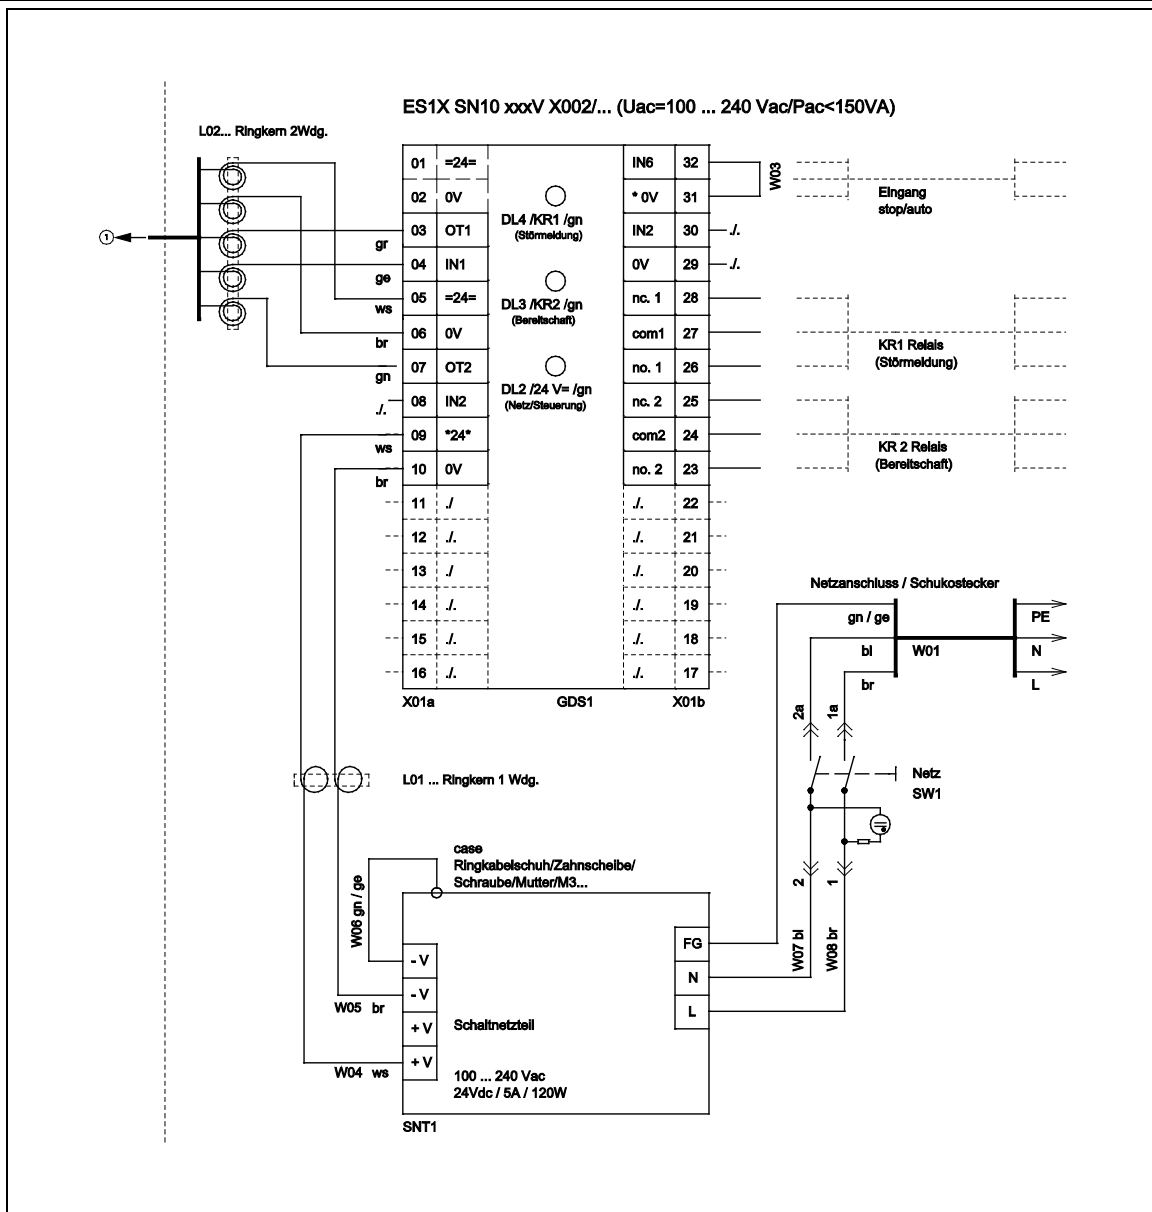 ES1X SN10 xxxV X002/... (Uac=100 ... 240 Vac/Pac<150VA)
L02... Ringkern 2Wdg.
1
01 =24=
02 0V
gr 03 OT1
ge 04 IN1
ws 05 =24=
br 06 0V
gn 07 OT2
./. 08 IN2
ws 09 *24*
br 10 0V
11 ./
12 ./.
13 ./
14 ./.
15 ./.
16 ./.
X01a
DL4 /KR1 /gn
(Störmeldung)
DL3 /KR2 /gn
(Bereitschaft)
DL2 /24 V= /gn
(Netz/Steuerung)
GDS1
IN6 32
* 0V 31
IN2 30 ./.
0V 29 ./.
nc. 1 28
com1 27
no. 1 26
nc. 2 25
com2 24
no. 2 23
./. 22
./. 21
./. 20
./. 19
./. 18
./. 17
X01b
W03
Eingang
stop/auto
KR1 Relais
(Störmeldung)
KR 2 Relais
(Bereitschaft)
Netzanschluss / Schukostecker
gn / ge
bl
br
W01
PE
N
L
2a
1a
Netz
SW1
2
1
W07 bl
W08 br
L01 ... Ringkern 1 Wdg.
case
Ringkabelschuh/Zahnscheibe/
Schraube/Mutter/M3...
W06 gn / ge
- V
- V
+ V
+ V
W05 br
W04 ws
FG
N
L
Schaltnetzteil
100 ... 240 Vac
24Vdc / 5A / 120W
SNT1